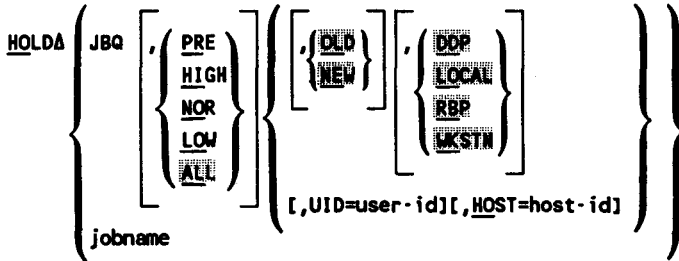 HOLDΔ JBQ , PRE , OLD , DDP
HIGH NEW LOCAL
NOR RBP
LOW WKSTN
ALL
[,UID=user-id][,HOST=host-id]
jobname